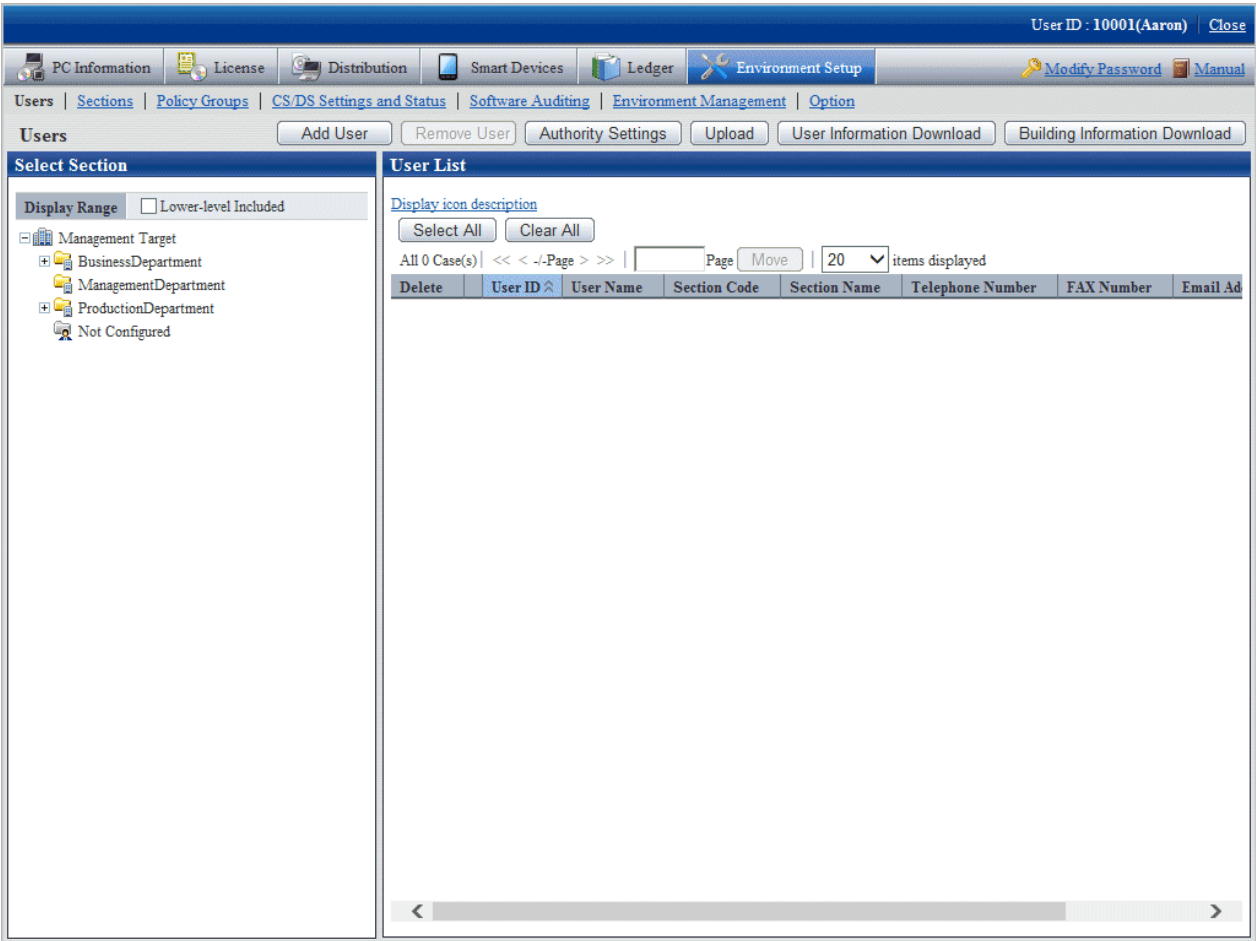 User ID : 10001(Aaron) | Close
PC Information License Distribution Smart Devices Ledger Environment Setup Modify Password Manual
Users | Sections | Policy Groups | CS/DS Settings and Status | Software Auditing | Environment Management | Option
Users Add User Remove User Authority Settings Upload User Information Download Building Information Download
Select Section
Display Range Lower-level Included
Management Target
BusinessDepartment
ManagementDepartment
ProductionDepartment
Not Configured
User List
Display icon description
Select All Clear All
All 0 Case(s) | << < -/-Page > >> | Page Move | 20 items displayed
Delete User ID User Name Section Code Section Name Telephone Number FAX Number Email Ad